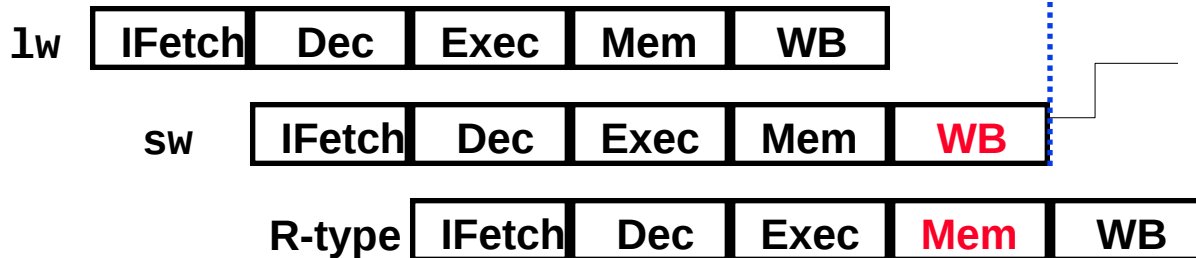 lw IFetch Dec Exec Mem WB
sw IFetch Dec Exec Mem WB
R-type IFetch Dec Exec Mem WB